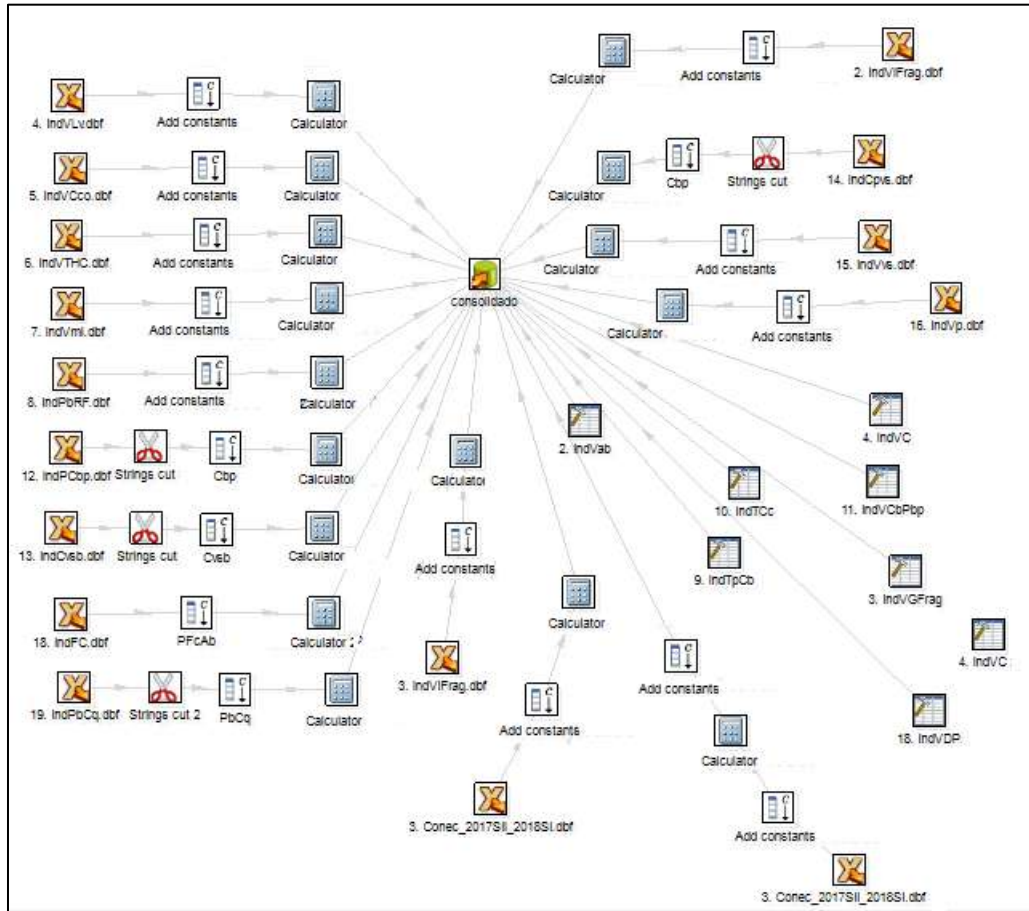 Calculator
Add constants
2. IndVIFrag.dbf
4. IndVLv.dbf
Add constants
Calculator
Calculator
Cbp
Strings cut
14. IndCpvs.dbf
5. IndVCco.dbf
Add constants
Calculator
Calculator
Add constants
15. IndVvs.dbf
6. IndVTHC.dbf
Add constants
Calculator
consolidado
Calculator
Add constants
16. IndVp.dbf
7. IndVml.dbf
Add constants
Calculator
8. IndPbRF.dbf
Add constants
Calculator
2. IndVab
4. IndVC
12. IndPCbp.dbf
Strings cut
Cbp
Calculator
Calculator
10. IndTCc
11. IndVCbPbp
13. IndCvsb.dbf
Strings cut
Cvsb
Calculator
Add constants
9. IndTpCb
3. IndVGFrag
Calculator
18. IndFC.dbf
PFcAb
Calculator 2
4. IndVC
3. IndVIFrag.dbf
Add constants
19. IndPbCq.dbf
Strings cut 2
PbCq
Calculator
Add constants
18. IndVDP
Calculator
3. Conec_2017SII_2018SI.dbf
Add constants
3. Conec_2017SII_2018SI.dbf